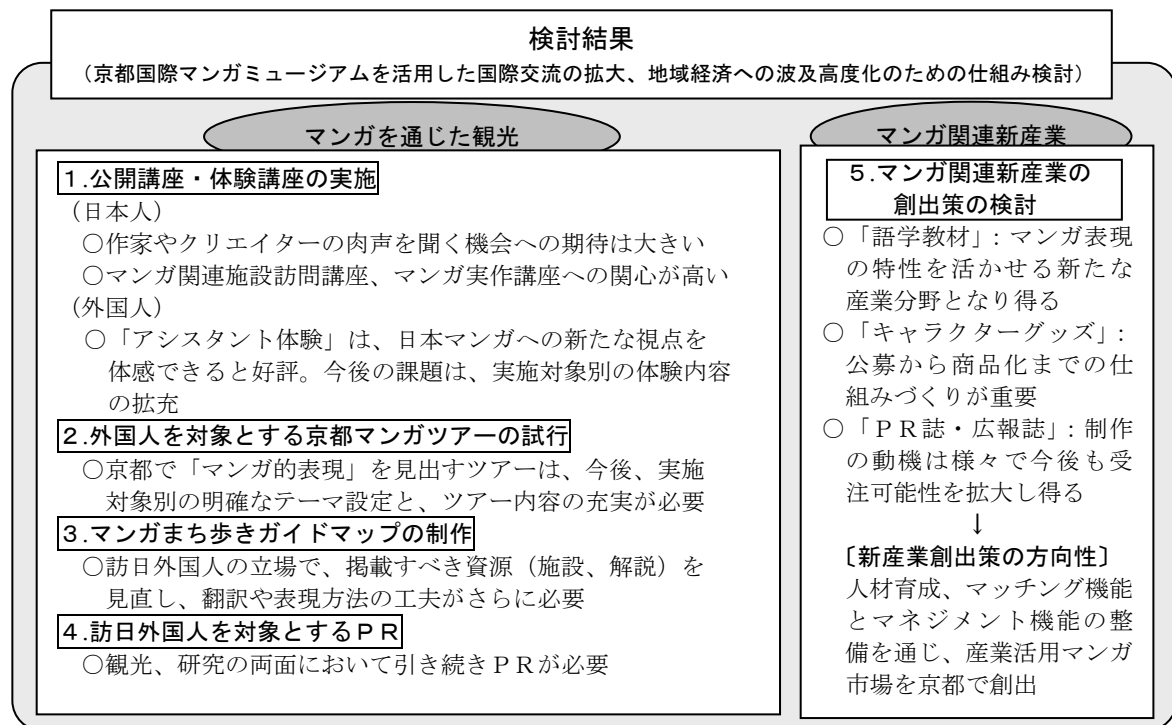 検討結果
（京都国際マンガミュージアムを活用した国際交流の拡大、地域経済への波及高度化のための仕組み検討）
マンガを通じた観光
１.公開講座・体験講座の実施
（日本人）
○作家やクリエイターの肉声を聞く機会への期待は大きい
○マンガ関連施設訪問講座、マンガ実作講座への関心が高い
（外国人）
○「アシスタント体験」は、日本マンガへの新たな視点を
体感できると好評。今後の課題は、実施対象別の体験内容
の拡充
２.外国人を対象とする京都マンガツアーの試行
○京都で「マンガ的表現」を見出すツアーは、今後、実施
対象別の明確なテーマ設定と、ツアー内容の充実が必要
３.マンガまち歩きガイドマップの制作
○訪日外国人の立場で、掲載すべき資源（施設、解説）を
見直し、翻訳や表現方法の工夫がさらに必要
４.訪日外国人を対象とするＰＲ
○観光、研究の両面において引き続きＰＲが必要
マンガ関連新産業
５.マンガ関連新産業の
創出策の検討
○「語学教材」：マンガ表現
の特性を活かせる新たな
産業分野となり得る
○「キャラクターグッズ」：
公募から商品化までの仕
組みづくりが重要
○「ＰＲ誌・広報誌」：制作
の動機は様々で今後も受
注可能性を拡大し得る
↓
〔新産業創出策の方向性〕
人材育成、マッチング機能
とマネジメント機能の整
備を通じ、産業活用マンガ
市場を京都で創出